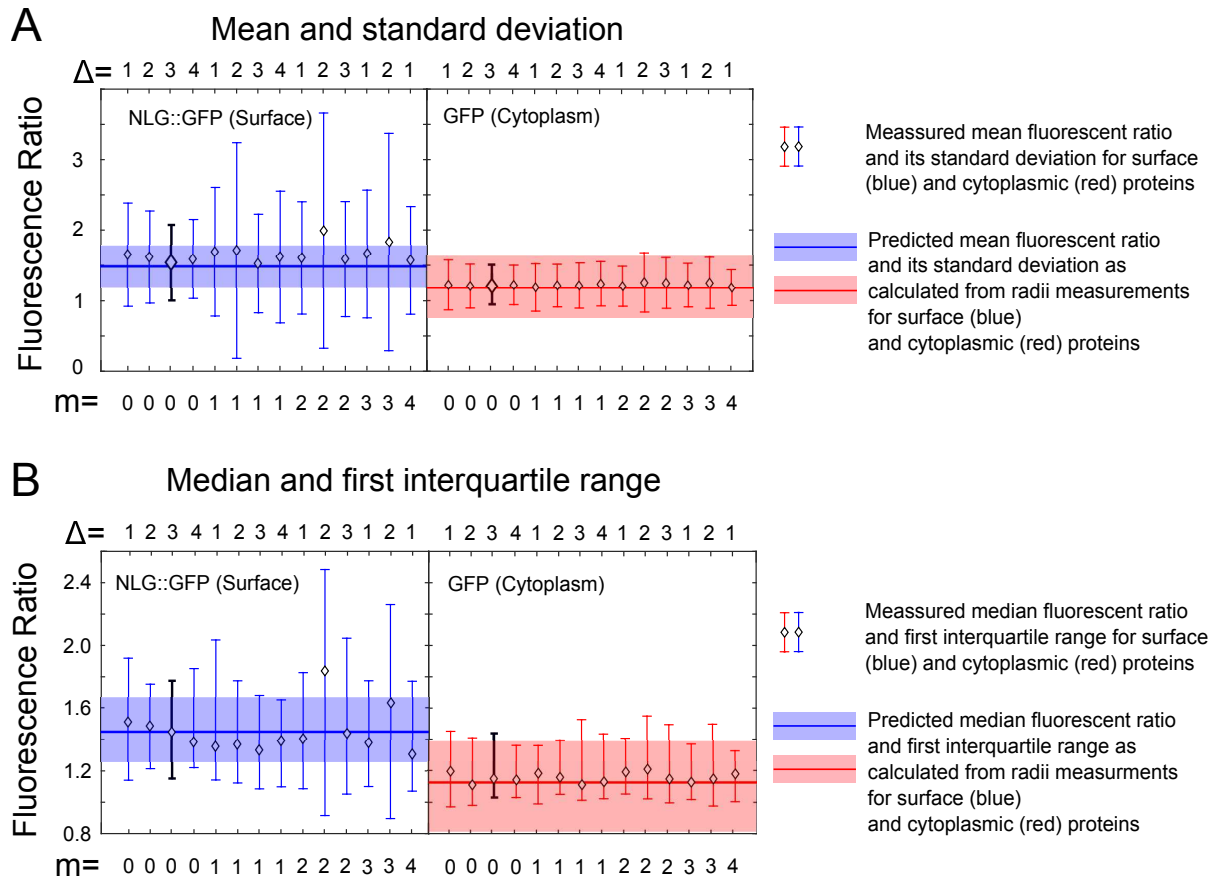 A
Mean and standard deviation
Δ= 1 2 3 4 1 2 3 4 1 2 3 1 2 1 1 2 3 4 1 2 3 4 1 2 3 1 2 1
NLG::GFP (Surface)
GFP (Cytoplasm)
Fluorescence Ratio
3
2
1
0
m= 0 0 0 0 1 1 1 1 2 2 2 3 3 4 0 0 0 0 1 1 1 1 2 2 2 3 3 4
Meassured mean fluorescent ratio
and its standard deviation for surface
(blue) and cytoplasmic (red) proteins
Predicted mean fluorescent ratio
and its standard deviation as
calculated from radii measurements
for surface (blue)
and cytoplasmic (red) proteins
B
Median and first interquartile range
Δ= 1 2 3 4 1 2 3 4 1 2 3 1 2 1 1 2 3 4 1 2 3 4 1 2 3 1 2 1
NLG::GFP (Surface)
GFP (Cytoplasm)
Fluorescence Ratio
2.4
2.0
1.6
1.2
0.8
m= 0 0 0 0 1 1 1 1 2 2 2 3 3 4 0 0 0 0 1 1 1 1 2 2 2 3 3 4
Meassured median fluorescent ratio
and first interquartile range for surface
(blue) and cytoplasmic (red) proteins
Predicted median fluorescent ratio
and first interquartile range as
calculated from radii measurments
for surface (blue)
and cytoplasmic (red) proteins